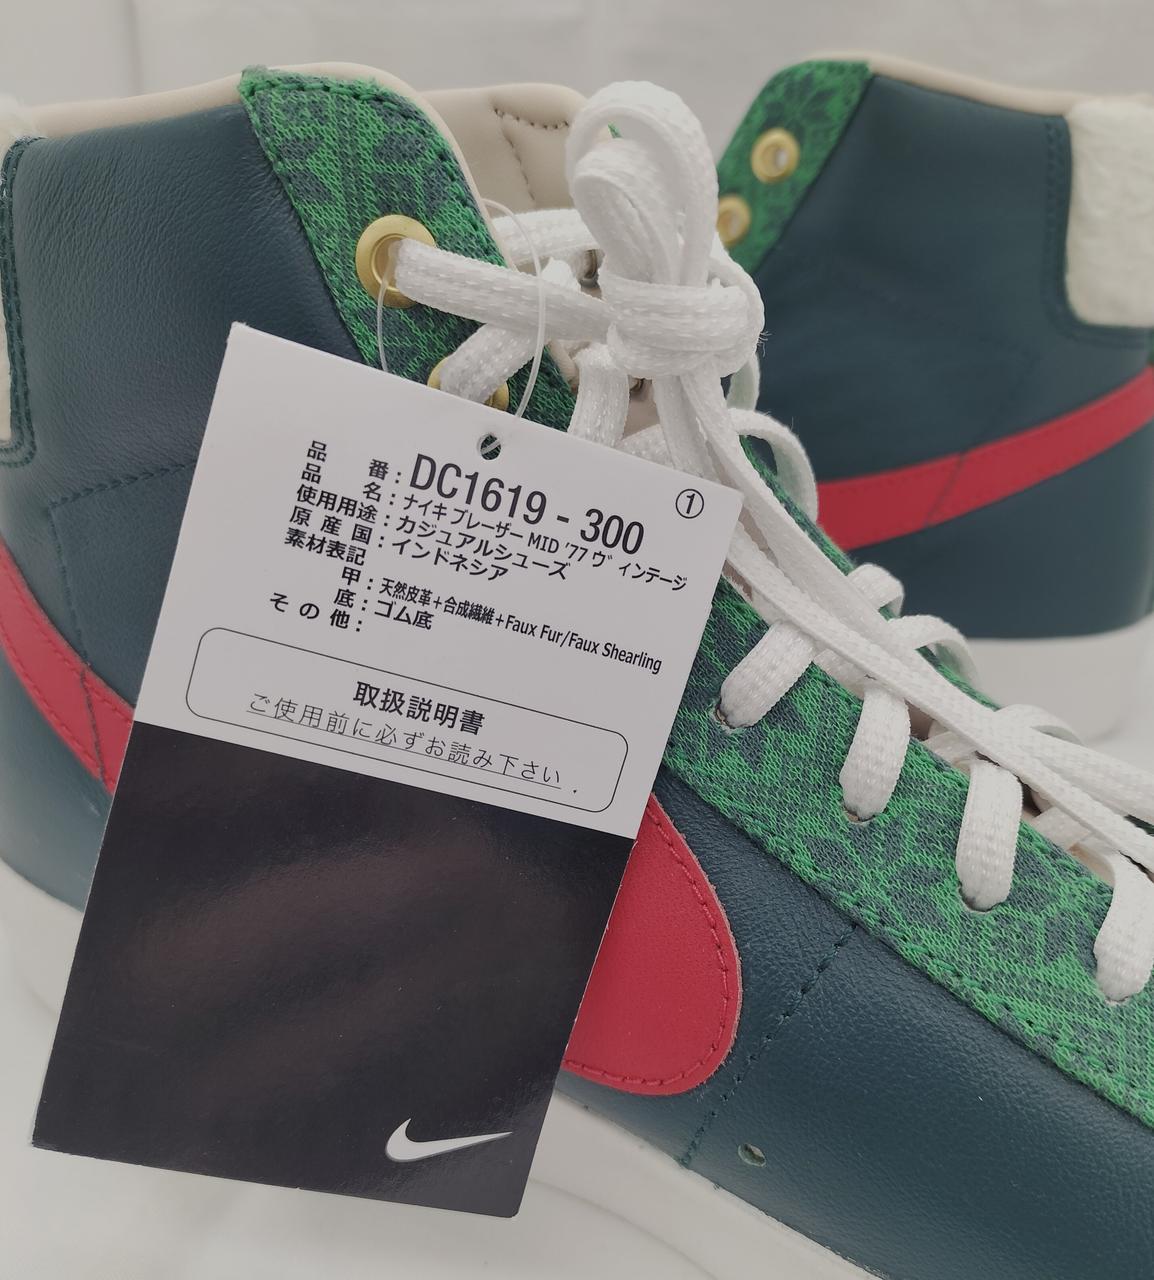 ①
品番：DC1619 - 300
品名：ナイキ ブレーザー MID '77 ヴィンテージ
使用用途：カジュアルシューズ
原産国：インドネシア
素材表記
甲：天然皮革+合成繊維+Faux Fur/Faux Shearling
底：ゴム底
その他：
取扱説明書
ご使用前に必ずお読み下さい.